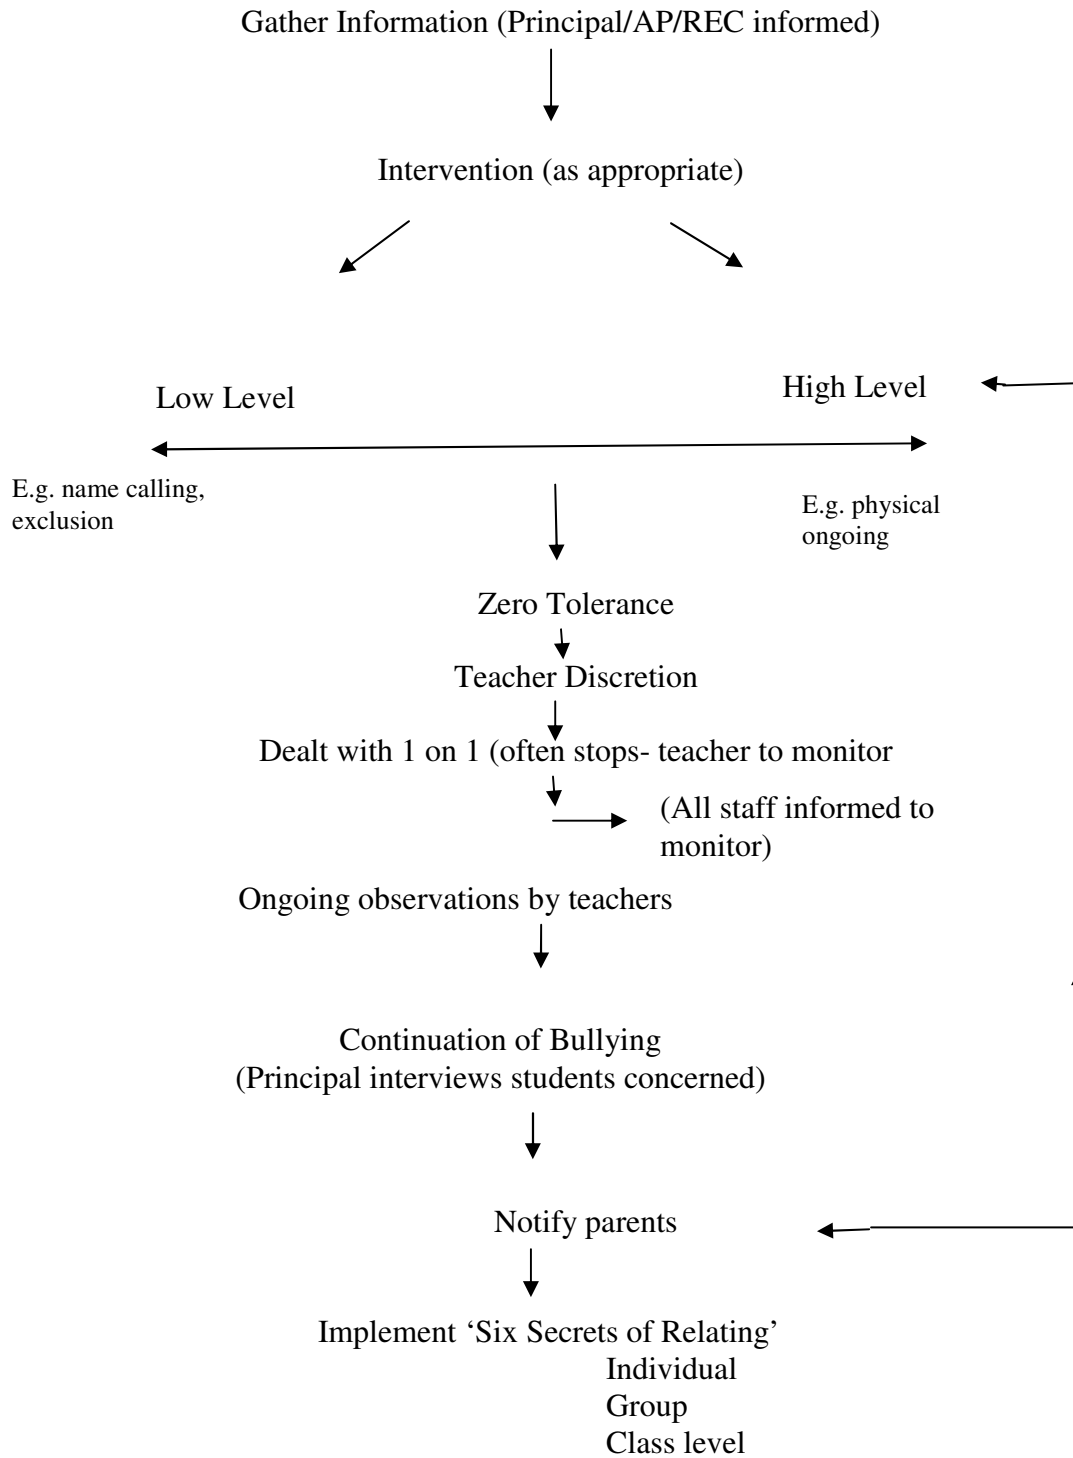 Gather Information (Principal/AP/REC informed)
Intervention (as appropriate)
Low Level
High Level
E.g. name calling,
exclusion
E.g. physical
ongoing
Zero Tolerance
Teacher Discretion
Dealt with 1 on 1 (often stops- teacher to monitor
(All staff informed to
monitor)
Ongoing observations by teachers
Continuation of Bullying
(Principal interviews students concerned)
Notify parents
Implement ‘Six Secrets of Relating’
Individual
Group
Class level